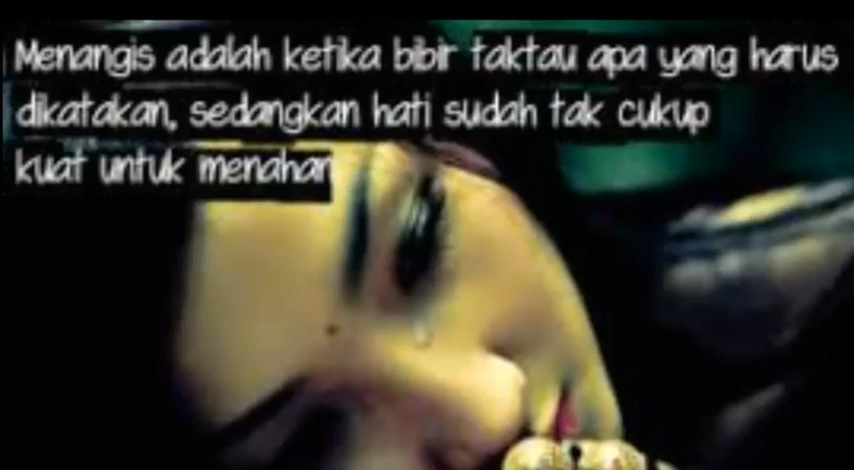 Menangis adalah ketika bibir taktau apa yang harus
dikatakan, sedangkan hati sudah tak cukup
kuat untuk menahan